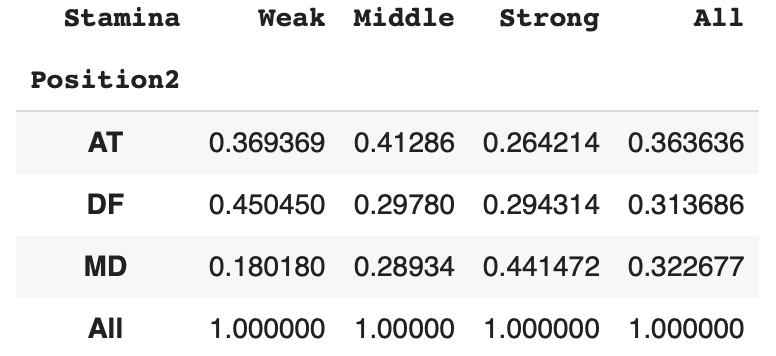 Stamina Weak Middle Strong All
Position2
AT 0.369369 0.41286 0.264214 0.363636
DF 0.450450 0.29780 0.294314 0.313686
MD 0.180180 0.28934 0.441472 0.322677
All 1.000000 1.00000 1.000000 1.000000